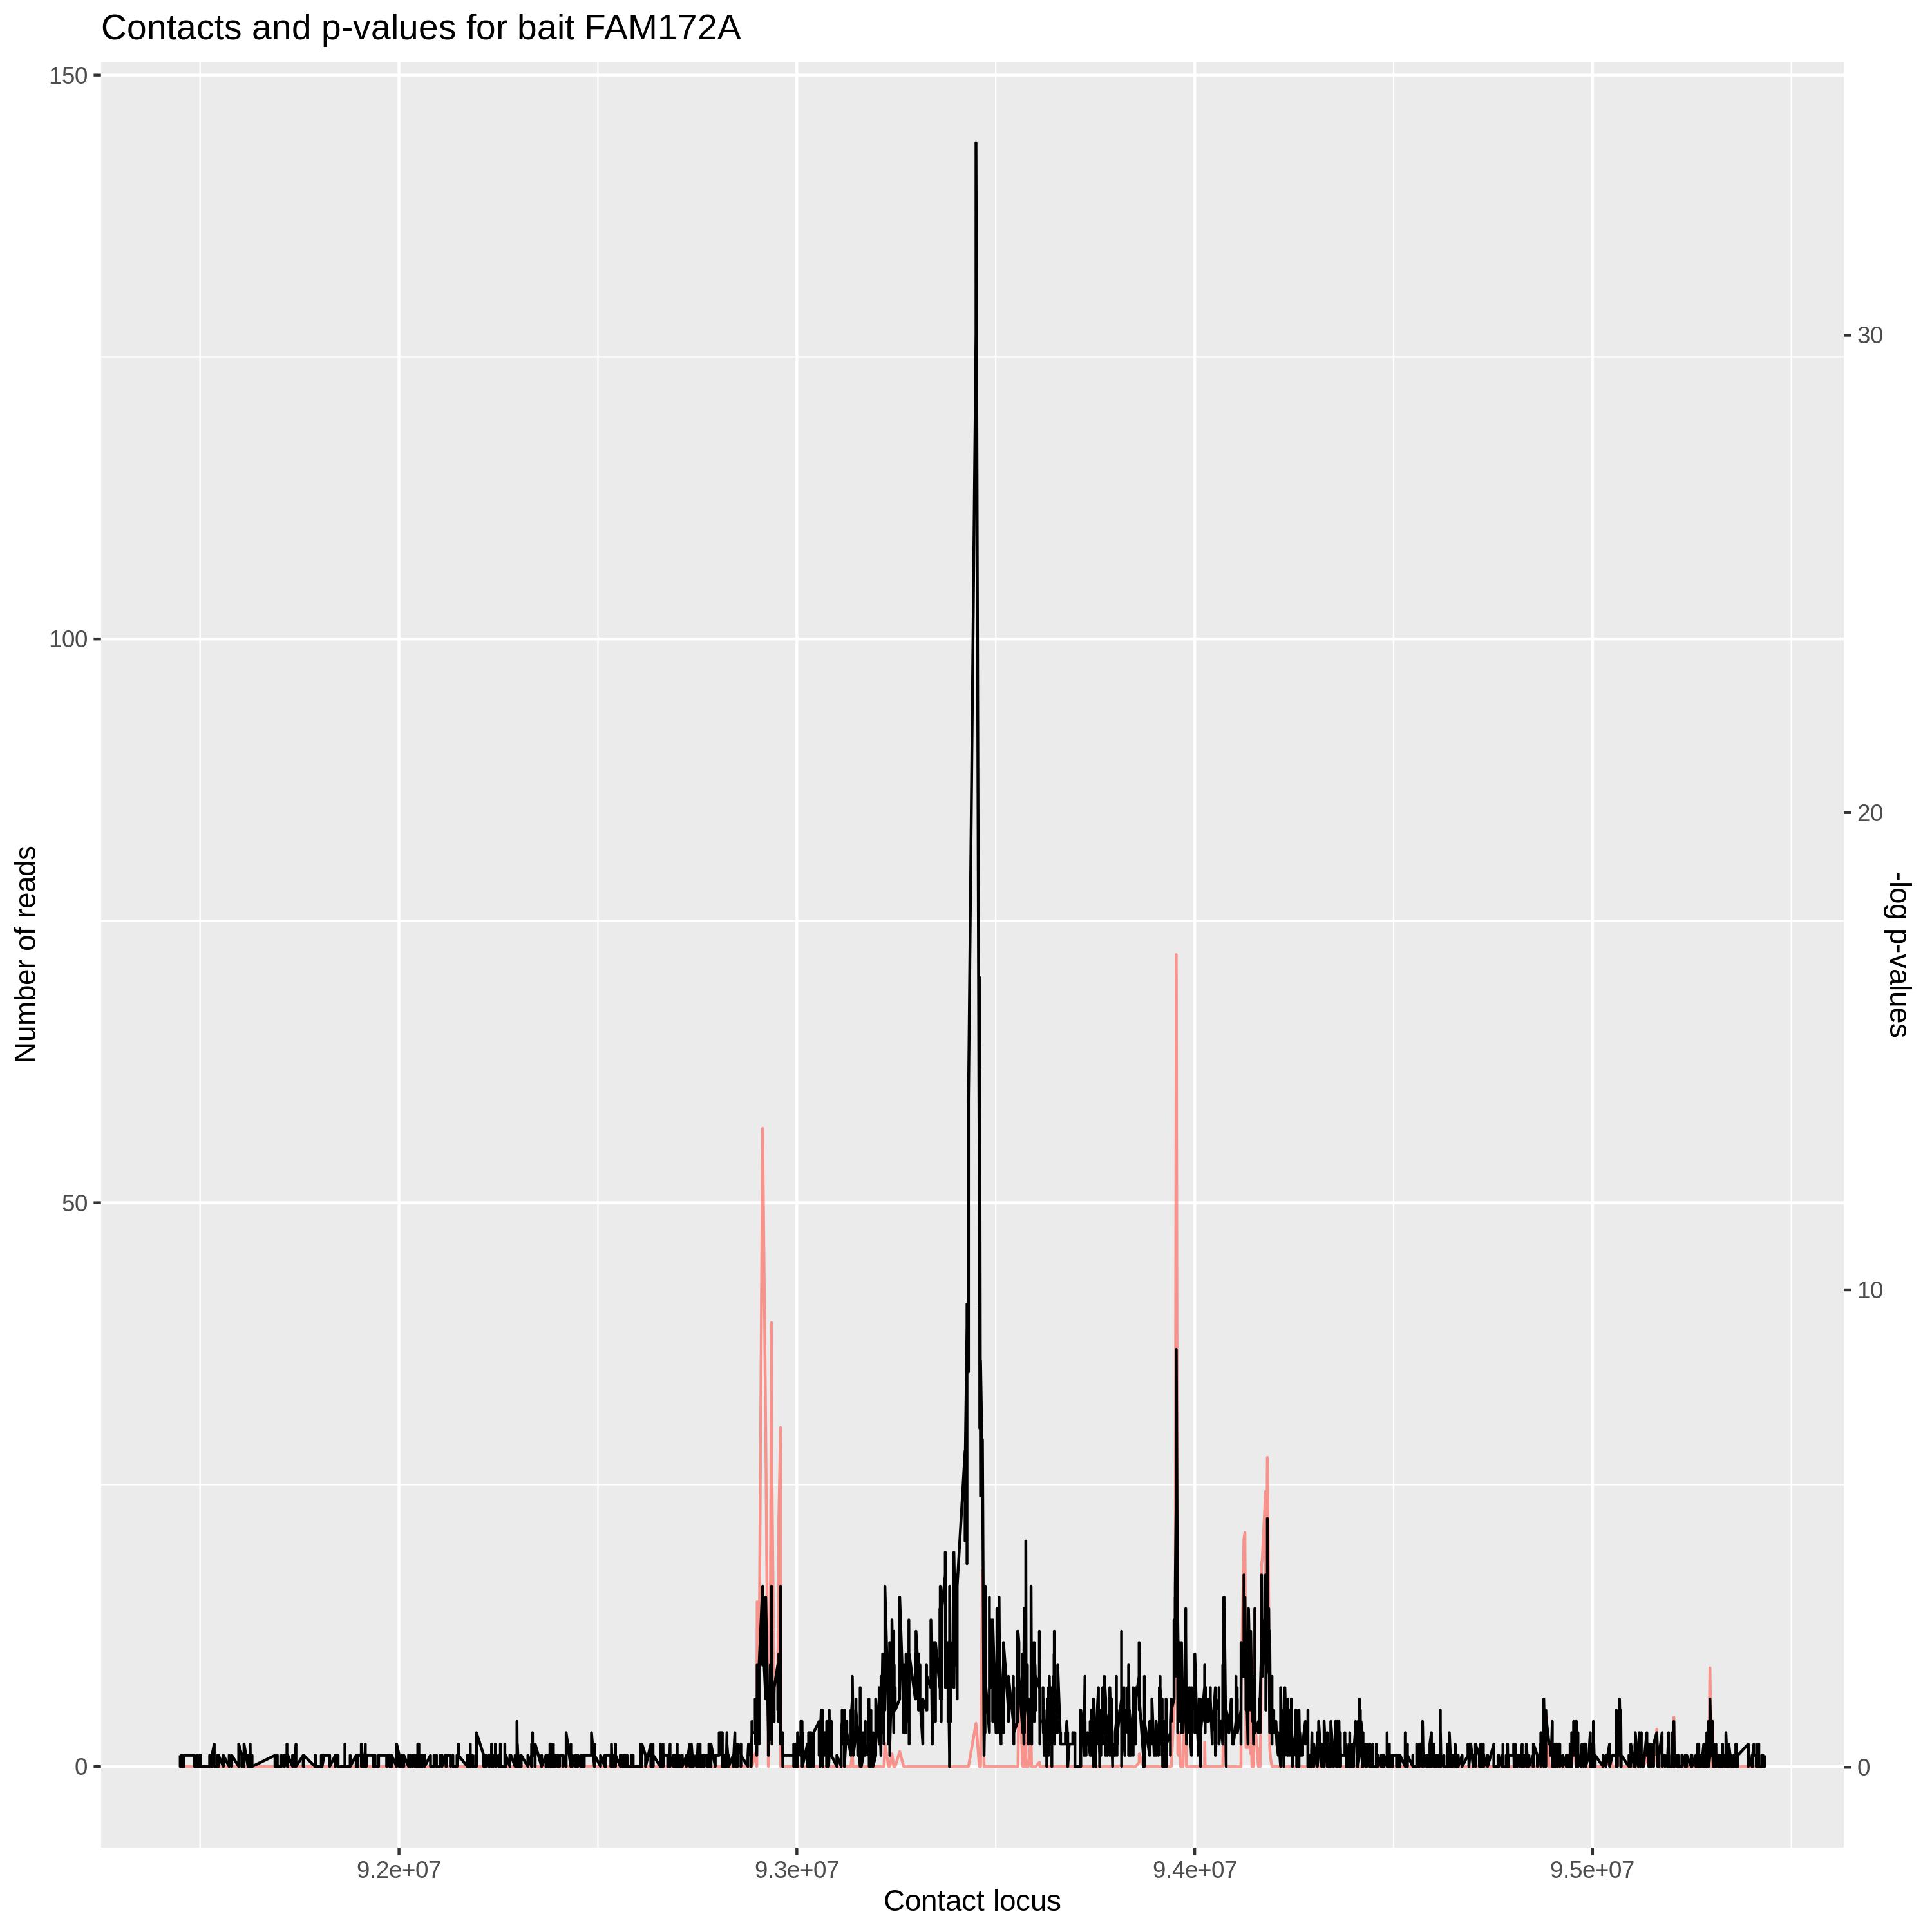 Contacts and p-values for bait FAM172A
150
100
50
0
Number of reads
30
20
10
0
-log p-values
9.2e+07
9.3e+07
9.4e+07
9.5e+07
Contact locus